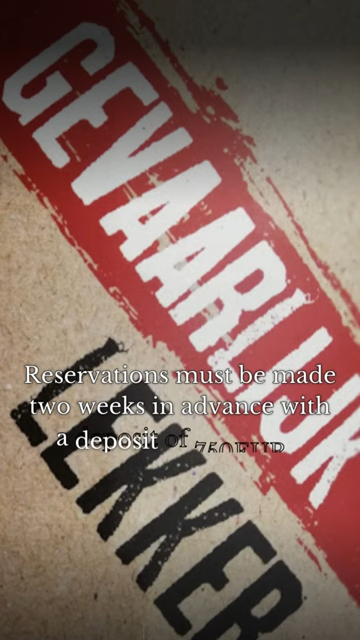 GEVAARLIJK
LEKKER
Reservations must be made
two weeks in advance with
a deposit of